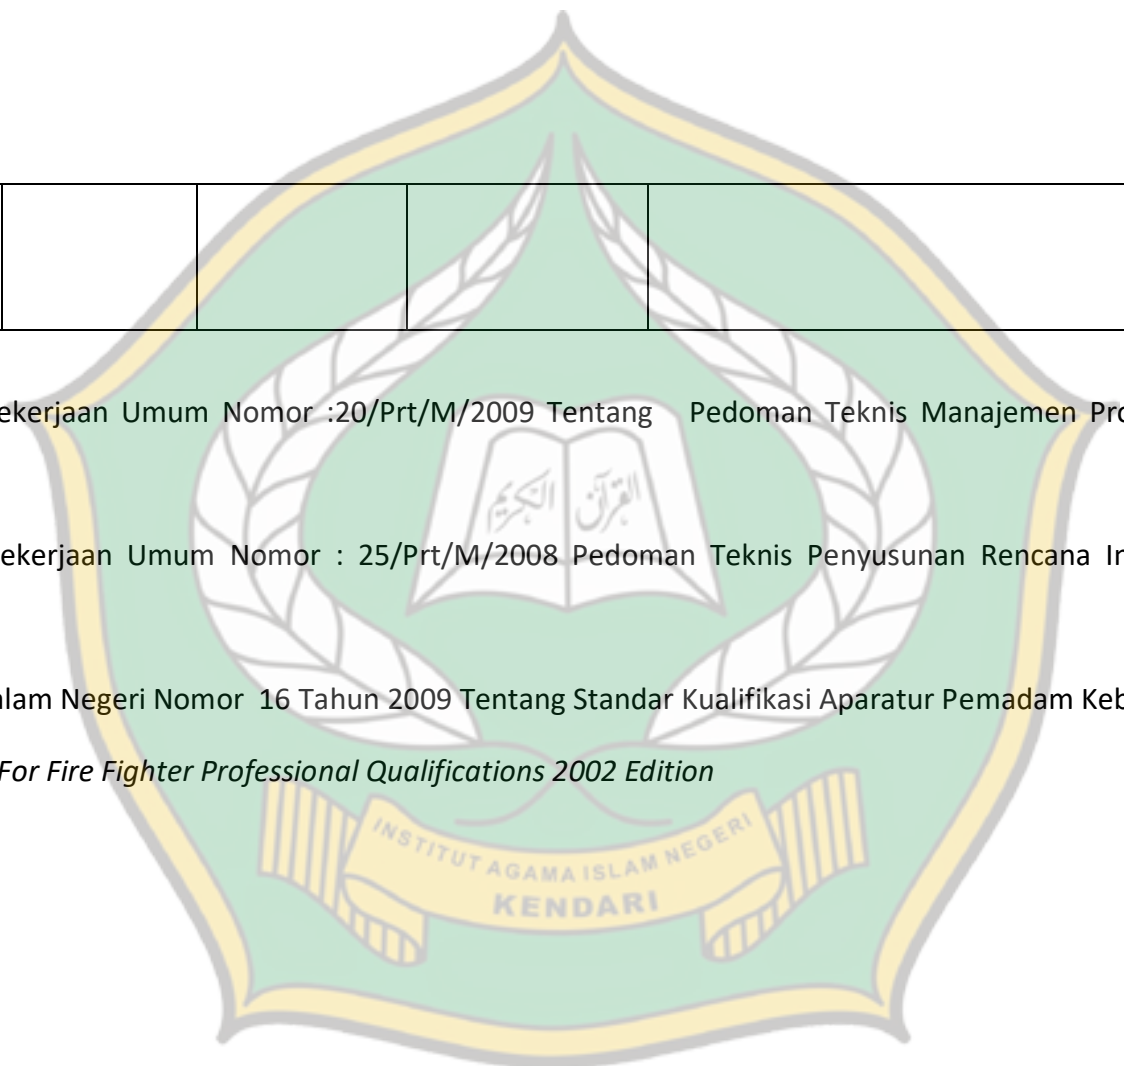 ekerjaan Umum Nomor :20/Prt/M/2009 Tentang Pedoman Teknis Manajemen Pro
القرآن الكريم
ekerjaan Umum Nomor : 25/Prt/M/2008 Pedoman Teknis Penyusunan Rencana In
alam Negeri Nomor 16 Tahun 2009 Tentang Standar Kualifikasi Aparatur Pemadam Keb
For Fire Fighter Professional Qualifications 2002 Edition
INSTITUT AGAMA ISLAM NEGERI
KENDARI